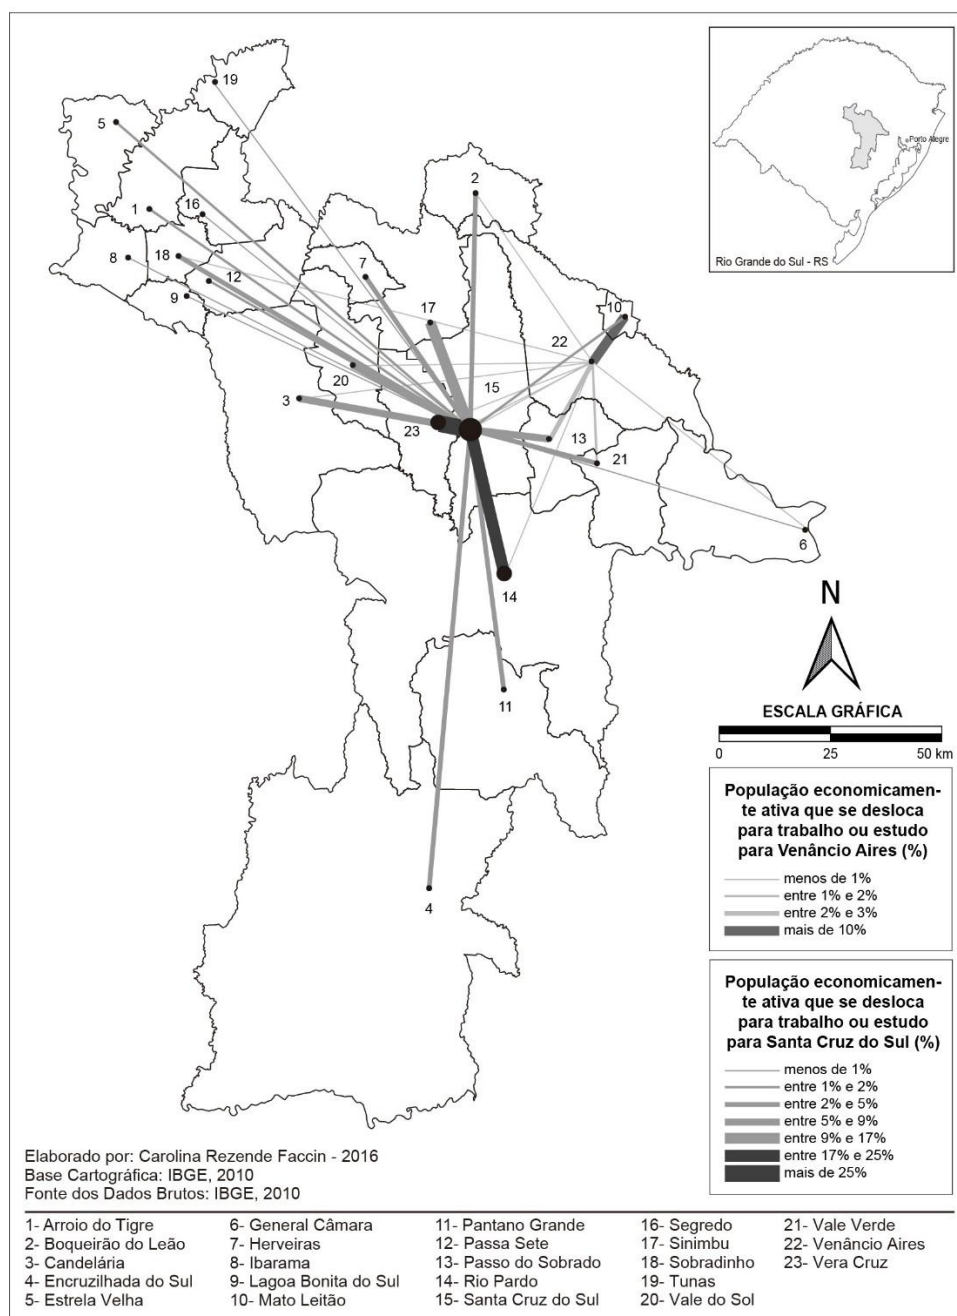 19
5
2
1
16
8
18
12
7
9
17
10
22
20
15
3
23
13
21
6
14
11
4
Porto Alegre
Rio Grande do Sul - RS
N
ESCALA GRÁFICA
0 25 50 km
População economicamen-
te ativa que se desloca
para trabalho ou estudo
para Venâncio Aires (%)
menos de 1%
entre 1% e 2%
entre 2% e 3%
mais de 10%
População economicamen-
te ativa que se desloca
para trabalho ou estudo
para Santa Cruz do Sul (%)
menos de 1%
entre 1% e 2%
entre 2% e 5%
entre 5% e 9%
entre 9% e 17%
entre 17% e 25%
mais de 25%
Elaborado por: Carolina Rezende Faccin - 2016
Base Cartográfica: IBGE, 2010
Fonte dos Dados Brutos: IBGE, 2010
1- Arroio do Tigre
2- Boqueirão do Leão
3- Candelária
4- Encruzilhada do Sul
5- Estrela Velha
6- General Câmara
7- Herveiras
8- Ibarama
9- Lagoa Bonita do Sul
10- Mato Leitão
11- Pantano Grande
12- Passa Sete
13- Passo do Sobrado
14- Rio Pardo
15- Santa Cruz do Sul
16- Segredo
17- Sinimbu
18- Sobradinho
19- Tunas
20- Vale do Sol
21- Vale Verde
22- Venâncio Aires
23- Vera Cruz